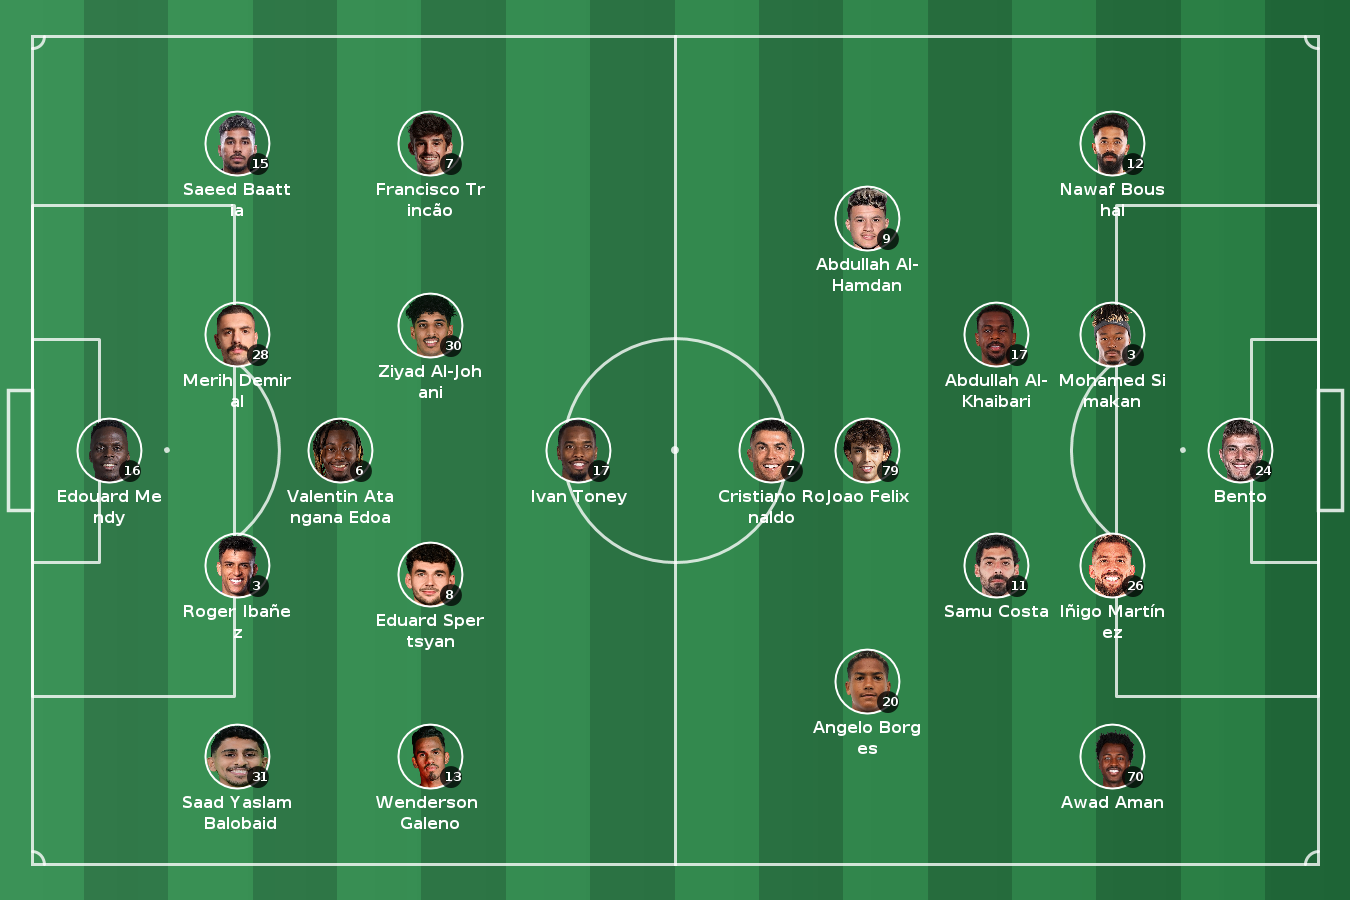 15
Saeed Baatt
ia
7
Francisco Tr
incão
12
Nawaf Bous
hal
9
Abdullah Al-
Hamdan
28
Merih Demir
al
30
Ziyad Al-Joh
ani
17
Abdullah Al-
Khaibari
3
Mohamed Si
makan
16
Edouard Me
ndy
6
Valentin Ata
ngana Edoa
17
Ivan Toney
7
Cristiano Ro
naldo
79
Joao Felix
24
Bento
3
Roger Ibañe
z
8
Eduard Sper
tsyan
11
Samu Costa
26
Iñigo Martín
ez
20
Angelo Borg
es
31
Saad Yaslam
Balobaid
13
Wenderson
Galeno
70
Awad Aman